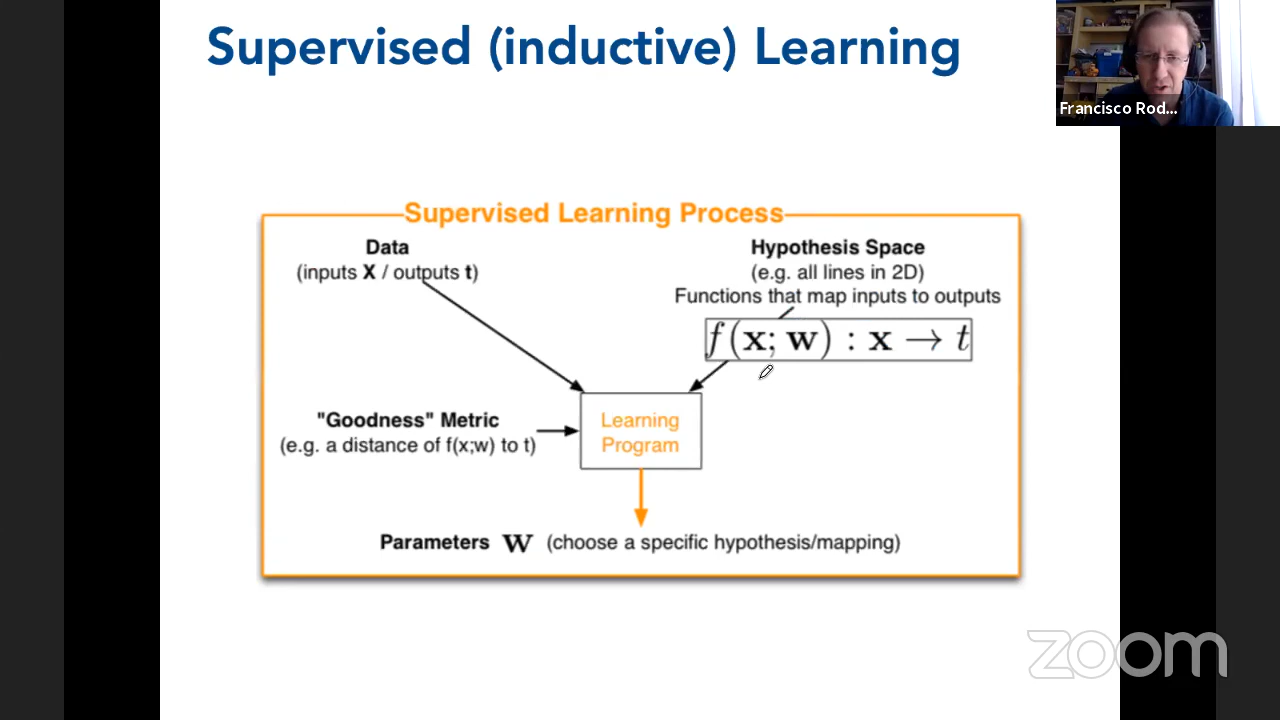 Supervised (inductive) Learning
Francisco Rod...
Supervised Learning Process
Data
(inputs X / outputs t)
Hypothesis Space
(e.g. all lines in 2D)
Functions that map inputs to outputs
f(x; w) : x → t
"Goodness" Metric
(e.g. a distance of f(x;w) to t)
Learning
Program
Parameters w (choose a specific hypothesis/mapping)
zoom